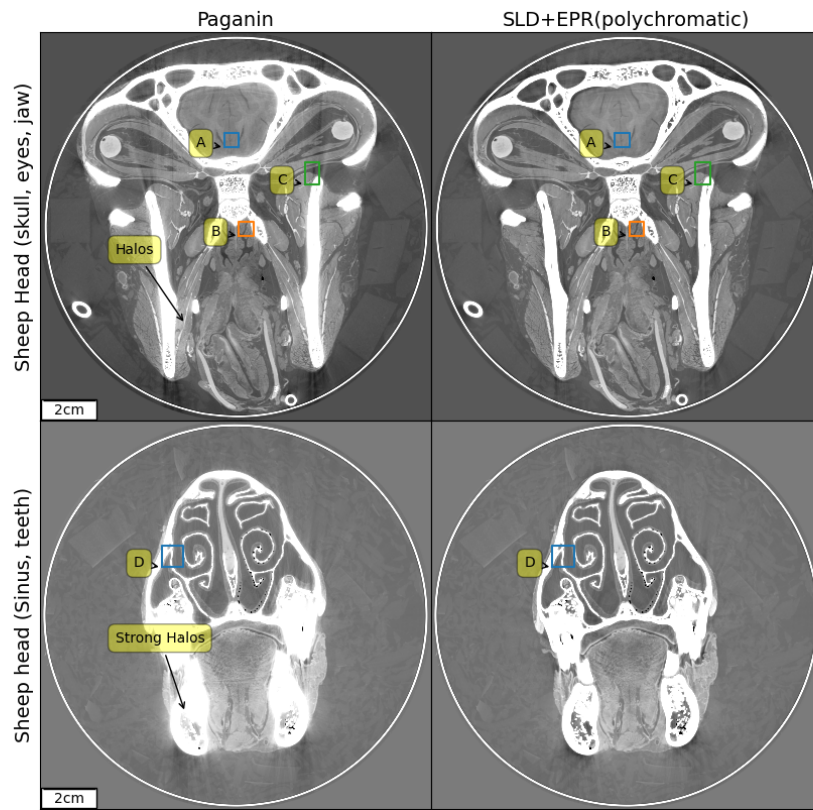 Paganin
SLD+EPR(polychromatic)
Sheep Head (skull, eyes, jaw)
A
C
B
Halos
2cm
A
C
B
Sheep head (Sinus, teeth)
D
Strong Halos
2cm
D